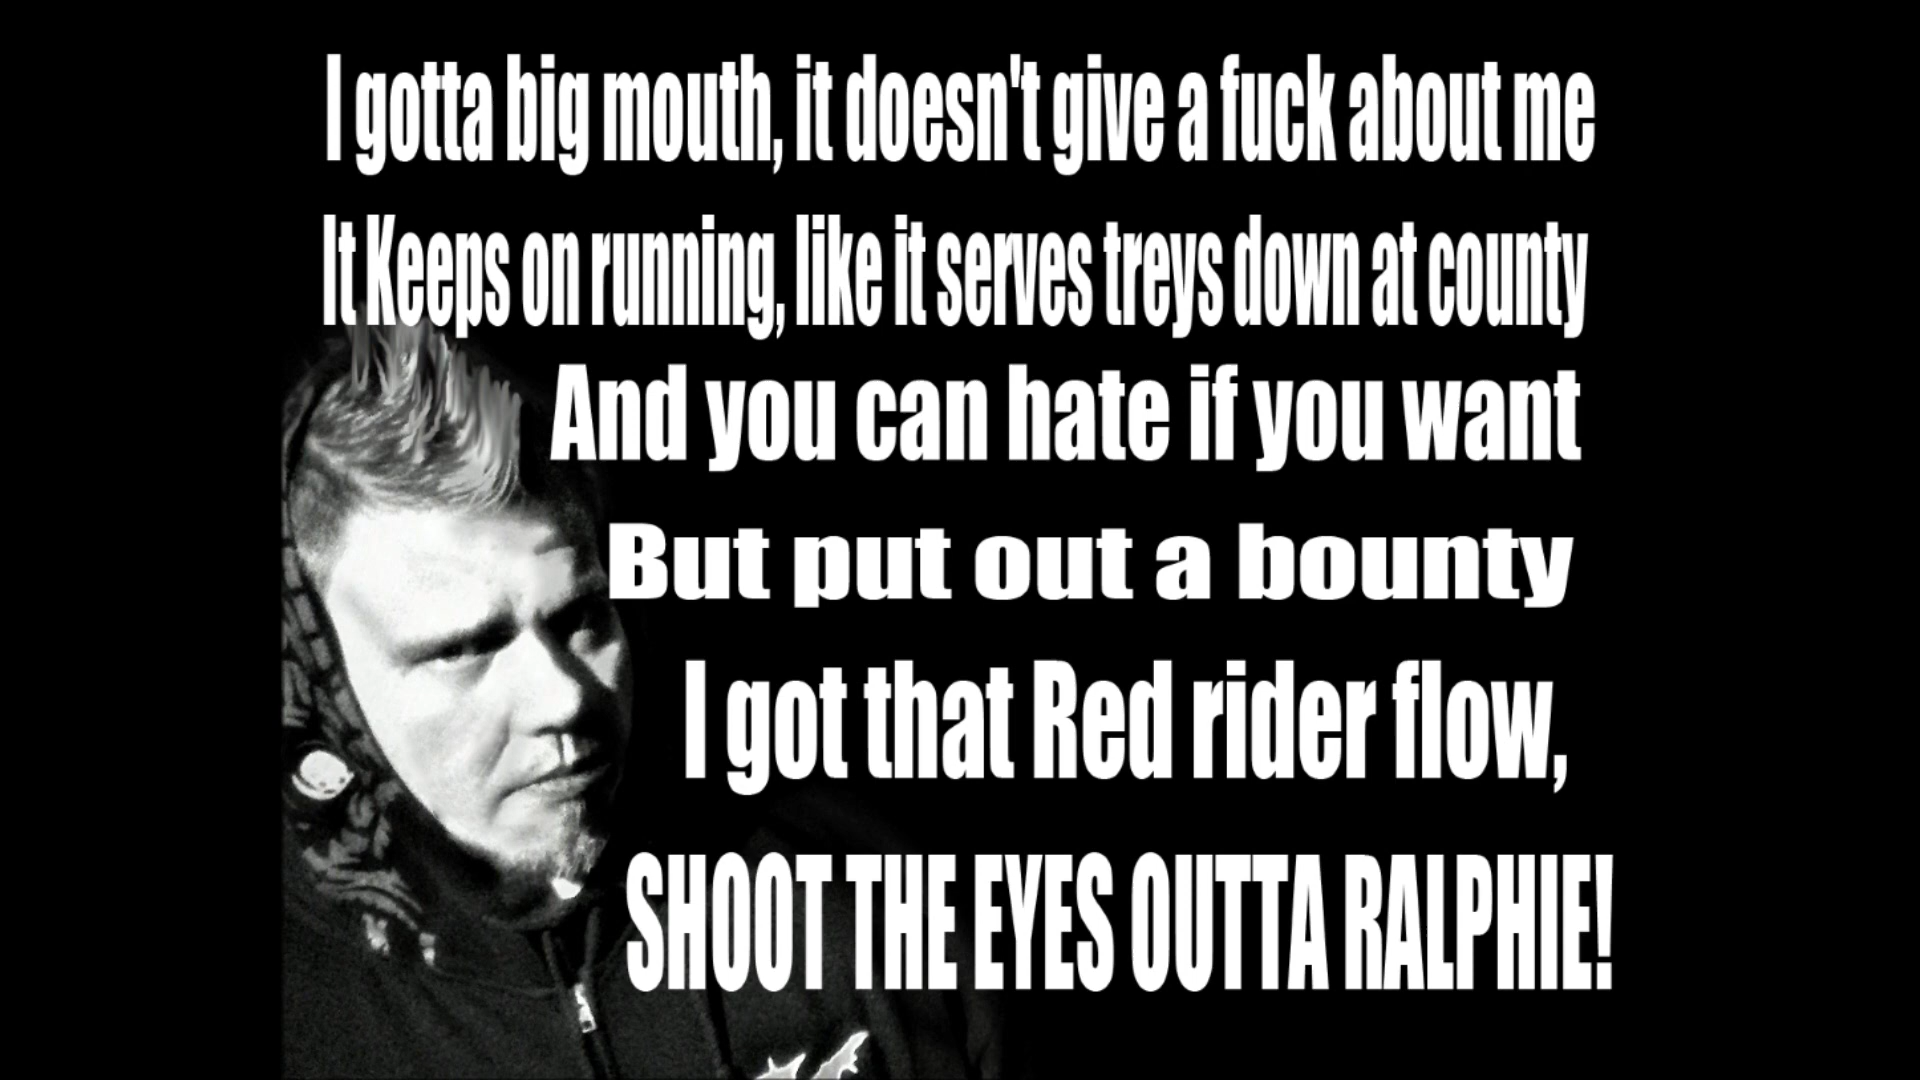 I gotta big mouth, it doesn't give a fuck about me
It Keeps on running, like it serves treys down at county
And you can hate if you want
But put out a bounty
I got that Red rider flow,
SHOOT THE EYES OUTTA RALPHIE!